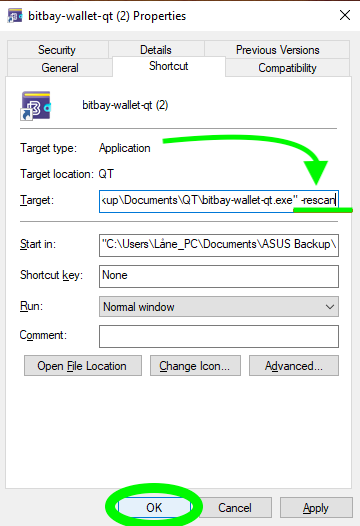 bitbay-wallet-qt (2) Properties
Security Details Previous Versions
General Shortcut Compatibility
bitbay-wallet-qt (2)
Target type: Application
Target location: QT
Target: kup\Documents\QT\bitbay-wallet-qt.exe" -rescan
Start in: "C:\Users\Låne_PC\Documents\ASUS Backup\
Shortcut key: None
Run: Normal window
Comment:
Open File Location Change Icon... Advanced...
OK Cancel Apply